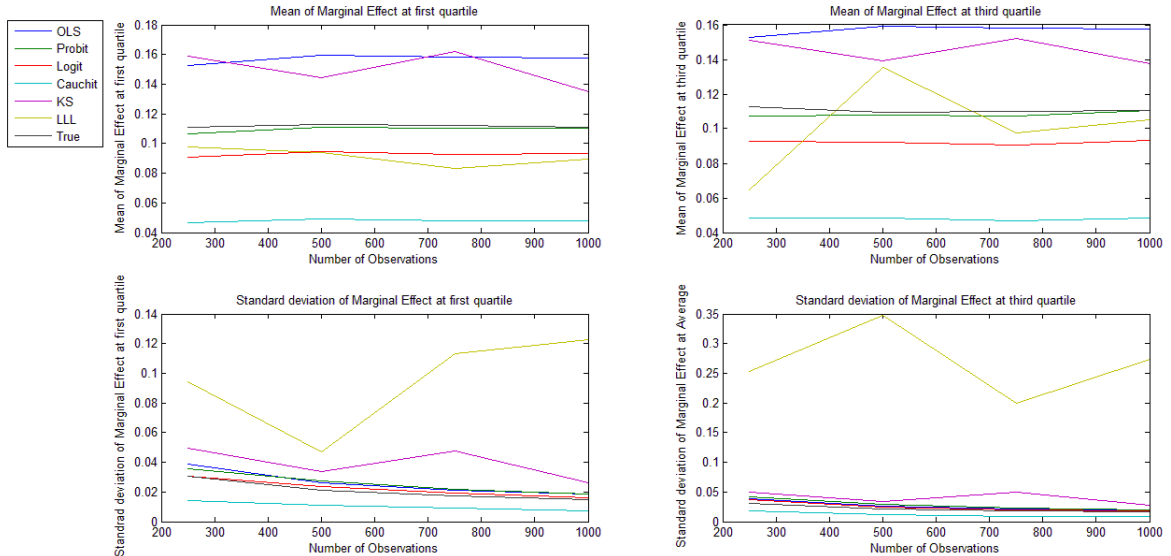 OLS
Probit
Logit
Cauchit
KS
LLL
True
Mean of Marginal Effect at first quartile
Mean of Marginal Effect at first quartile
0.18
0.16
0.14
0.12
0.1
0.08
0.06
0.04
200 300 400 500 600 700 800 900 1000
Number of Observations
Mean of Marginal Effect at third quartile
Mean of Marginal Effect at third quartile
0.16
0.14
0.12
0.1
0.08
0.06
0.04
200 300 400 500 600 700 800 900 1000
Number of Observations
Standard deviation of Marginal Effect at first quartile
Standrad deviation of Marginal Effect at first quartile
0.14
0.12
0.1
0.08
0.06
0.04
0.02
0
200 300 400 500 600 700 800 900 1000
Number of Observations
Standard deviation of Marginal Effect at third quartile
Standard deviation of Marginal Effect at Average
0.35
0.3
0.25
0.2
0.15
0.1
0.05
0
200 300 400 500 600 700 800 900 1000
Number of Observations